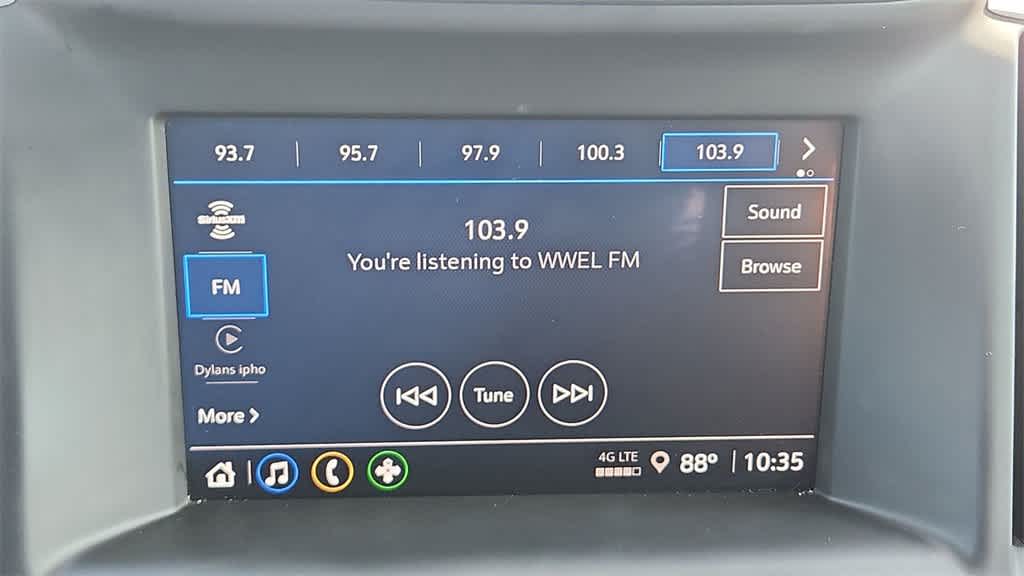 93.7 95.7 97.9 100.3 103.9
SiriusXM
103.9
You're listening to WWEL FM
Sound
Browse
FM
Dylans ipho
More
Tune
4G LTE
88° 10:35